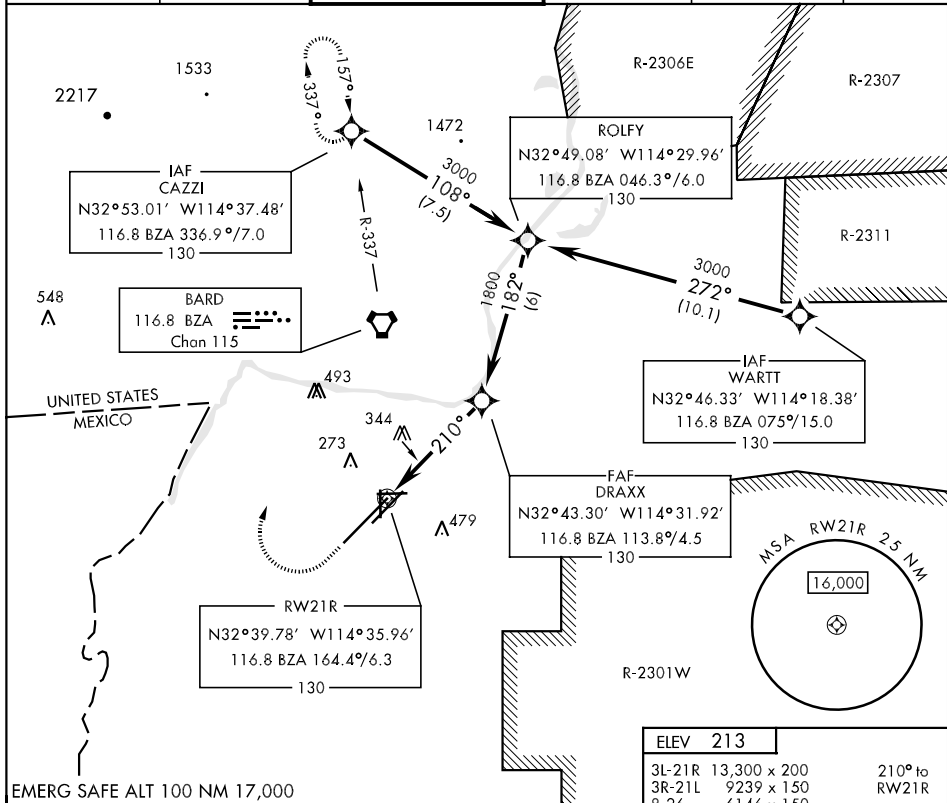 1533
2217
157°
337°
1472
R-2306E
R-2307
ROLFY
N32°49.08' W114°29.96'
116.8 BZA 046.3°/6.0
130
IAF
CAZZI
N32°53.01' W114°37.48'
116.8 BZA 336.9°/7.0
130
3000
108°
(7.5)
R-337
R-2311
3000
272°
(10.1)
1800
182°
(6)
548
BARD
116.8 BZA
Chan 115
IAF
WARTT
N32°46.33' W114°18.38'
116.8 BZA 075°/15.0
130
UNITED STATES
MEXICO
493
344
273
210°
479
FAF
DRAXX
N32°43.30' W114°31.92'
116.8 BZA 113.8°/4.5
130
RW21R
N32°39.78' W114°35.96'
116.8 BZA 164.4°/6.3
130
MSA RW21R 25 NM
16,000
R-2301W
ELEV 213
3L-21R 13,300 x 200 210° to
3R-21L 9239 x 150 RW21R
EMERG SAFE ALT 100 NM 17,000